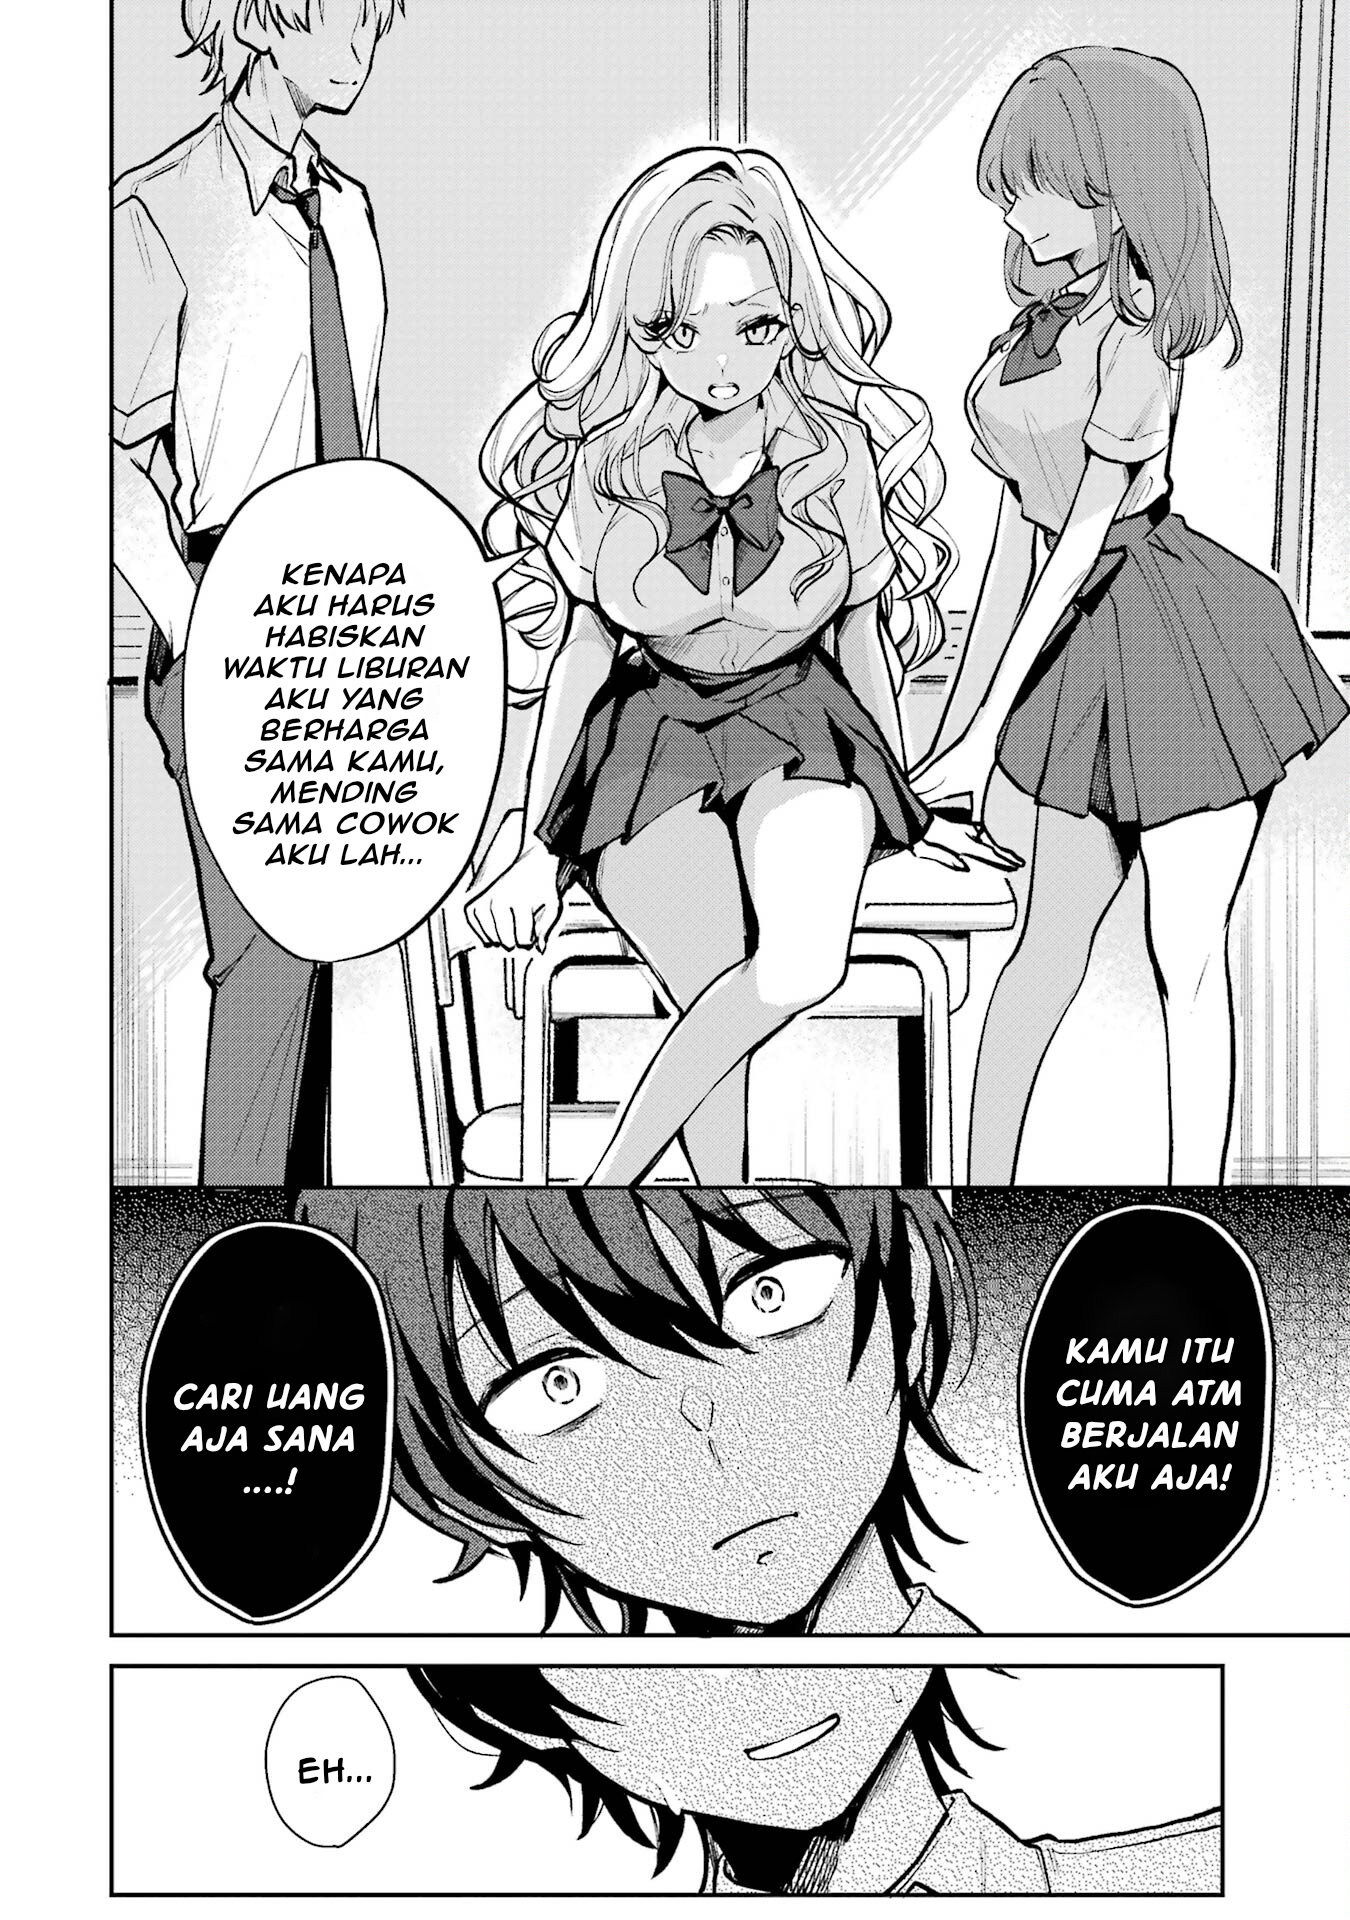 KENAPA
AKU HARUS
HABISKAN
WAKTU LIBURAN
AKU YANG
BERHARGA
SAMA KAMU,
MENDING
SAMA COWOK
AKU LAH...
KAMU ITU
CUMA ATM
BERJALAN
AKU AJA!
CARI UANG
AJA SANA
....!
EH...